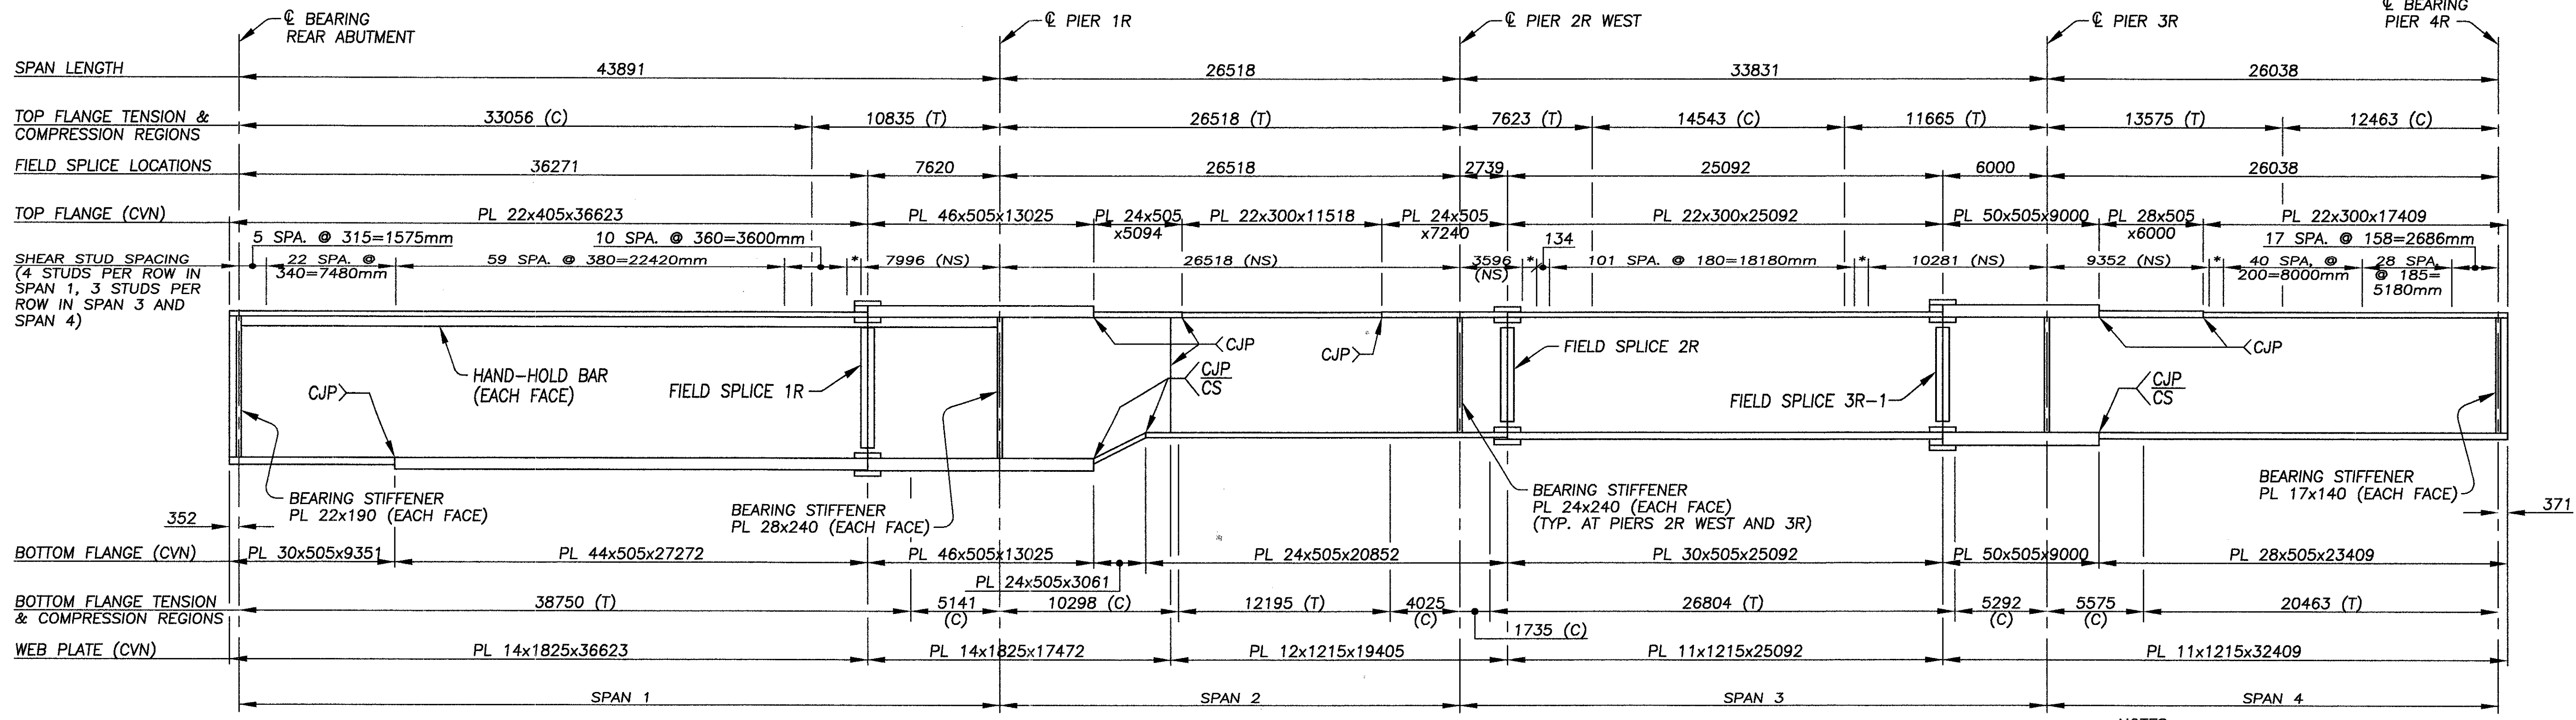 ℄ BEARING
REAR ABUTMENT
℄ PIER 1R
℄ PIER 2R WEST
℄ PIER 3R
℄ BEARING
PIER 4R
SPAN LENGTH
43891
26518
33831
26038
TOP FLANGE TENSION &
COMPRESSION REGIONS
33056 (C)
10835 (T)
26518 (T)
7623 (T)
14543 (C)
11665 (T)
13575 (T)
12463 (C)
FIELD SPLICE LOCATIONS
36271
7620
26518
2739
25092
6000
26038
TOP FLANGE (CVN)
PL 22x405x36623
PL 46x505x13025
PL 24x505
x5094
PL 22x300x11518
PL 24x505
x7240
PL 22x300x25092
PL 50x505x9000
PL 28x505
x6000
PL 22x300x17409
5 SPA. @ 315=1575mm
10 SPA. @ 360=3600mm
134
17 SPA. @ 158=2686mm
SHEAR STUD SPACING
(4 STUDS PER ROW IN
SPAN 1, 3 STUDS PER
ROW IN SPAN 3 AND
SPAN 4)
22 SPA. @
340=7480mm
59 SPA. @ 380=22420mm
*
7996 (NS)
26518 (NS)
3596
(NS)
*
101 SPA. @ 180=18180mm
*
10281 (NS)
9352 (NS)
*
40 SPA. @
200=8000mm
28 SPA.
@ 185=
5180mm
CJP
HAND-HOLD BAR
(EACH FACE)
FIELD SPLICE 1R
CJP
CJP
CS
CJP
FIELD SPLICE 2R
FIELD SPLICE 3R-1
CJP
CJP
CS
BEARING STIFFENER
PL 22x190 (EACH FACE)
BEARING STIFFENER
PL 28x240 (EACH FACE)
BEARING STIFFENER
PL 24x240 (EACH FACE)
(TYP. AT PIERS 2R WEST AND 3R)
BEARING STIFFENER
PL 17x140 (EACH FACE)
352
371
BOTTOM FLANGE (CVN)
PL 30x505x9351
PL 44x505x27272
PL 46x505x13025
PL 24x505x20852
PL 30x505x25092
PL 50x505x9000
PL 28x505x23409
PL 24x505x3061
BOTTOM FLANGE TENSION
& COMPRESSION REGIONS
38750 (T)
5141
(C)
10298 (C)
12195 (T)
4025
(C)
26804 (T)
5292
(C)
5575
(C)
20463 (T)
1735 (C)
WEB PLATE (CVN)
PL 14x1825x36623
PL 14x1825x17472
PL 12x1215x19405
PL 11x1215x25092
PL 11x1215x32409
SPAN 1
SPAN 2
SPAN 3
SPAN 4